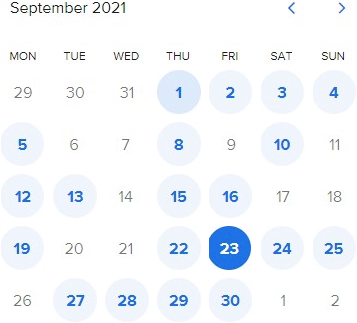 September 2021
MON TUE WED THU FRI SAT SUN
29 30 31 1 2 3 4
5 6 7 8 9 10 11
12 13 14 15 16 17 18
19 20 21 22 23 24 25
26 27 28 29 30 1 2